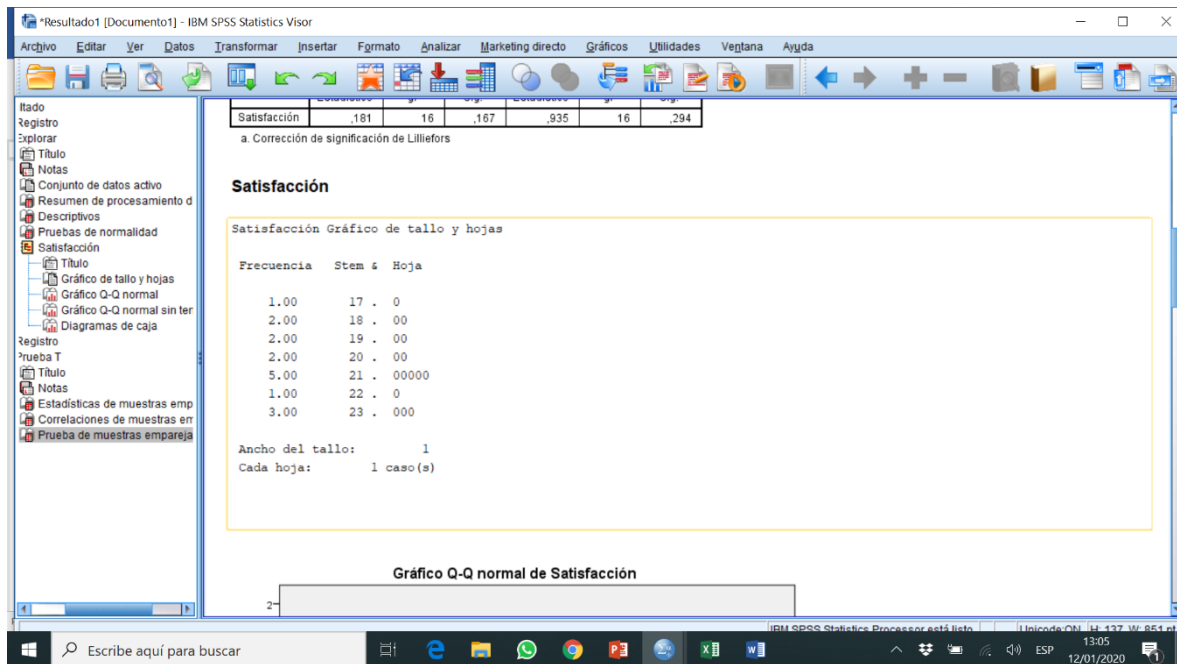 *Resultado1 [Documento1] - IBM SPSS Statistics Visor
Archivo Editar Ver Datos Transformar Insertar Formato Analizar Marketing directo Gráficos Utilidades Ventana Ayuda
ltado
Registro
Explorar
Título
Notas
Conjunto de datos activo
Resumen de procesamiento d
Descriptivos
Pruebas de normalidad
Satisfacción
Título
Gráfico de tallo y hojas
Gráfico Q-Q normal
Gráfico Q-Q normal sin ter
Diagramas de caja
Registro
Prueba T
Título
Notas
Estadísticas de muestras emp
Correlaciones de muestras em
Prueba de muestras empareja
Satisfacción ,181 16 ,167 ,935 16 ,294
a. Corrección de significación de Lilliefors
Satisfacción
Satisfacción Gráfico de tallo y hojas
Frecuencia Stem & Hoja
1.00 17 . 0
2.00 18 . 00
2.00 19 . 00
2.00 20 . 00
5.00 21 . 00000
1.00 22 . 0
3.00 23 . 000
Ancho del tallo: 1
Cada hoja: 1 caso(s)
Gráfico Q-Q normal de Satisfacción
2
IBM SPSS Statistics Processor está listo Unicode:ON H: 137, W: 851 pt
Escribe aquí para buscar
ESP
13:05
12/01/2020